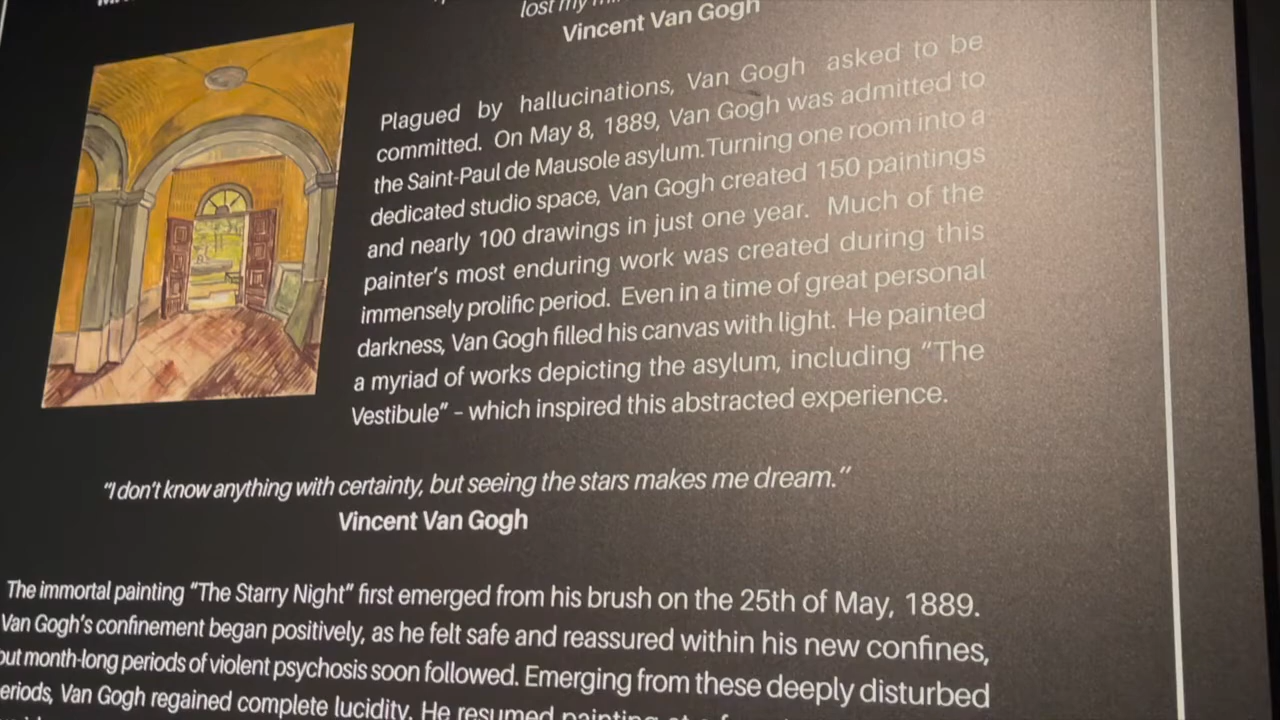 lost my
Vincent Van Gogh
Plagued by hallucinations, Van Gogh asked to be
committed. On May 8, 1889, Van Gogh was admitted to
the Saint-Paul de Mausole asylum.Turning one room into a
dedicated studio space, Van Gogh created 150 paintings
and nearly 100 drawings in just one year. Much of the
painter's most enduring work was created during this
immensely prolific period. Even in a time of great personal
darkness, Van Gogh filled his canvas with light. He painted
a myriad of works depicting the asylum, including “The
Vestibule” – which inspired this abstracted experience.
“I don't know anything with certainty, but seeing the stars makes me dream.”
Vincent Van Gogh
The immortal painting “The Starry Night” first emerged from his brush on the 25th of May, 1889.
Van Gogh's confinement began positively, as he felt safe and reassured within his new confines,
but month-long periods of violent psychosis soon followed. Emerging from these deeply disturbed
periods, Van Gogh regained complete lucidity. He resumed painting